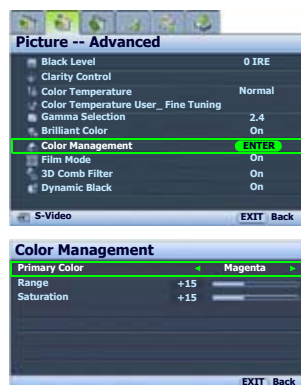 Picture -- Advanced
Black Level 0 IRE
Clarity Control
Color Temperature Normal
Color Temperature User_ Fine Tuning
Gamma Selection 2.4
Brilliant Color On
Color Management ENTER
Film Mode On
3D Comb Filter On
Dynamic Black On
S-Video EXIT Back
Color Management
Primary Color Magenta
Range +15
Saturation +15
EXIT Back